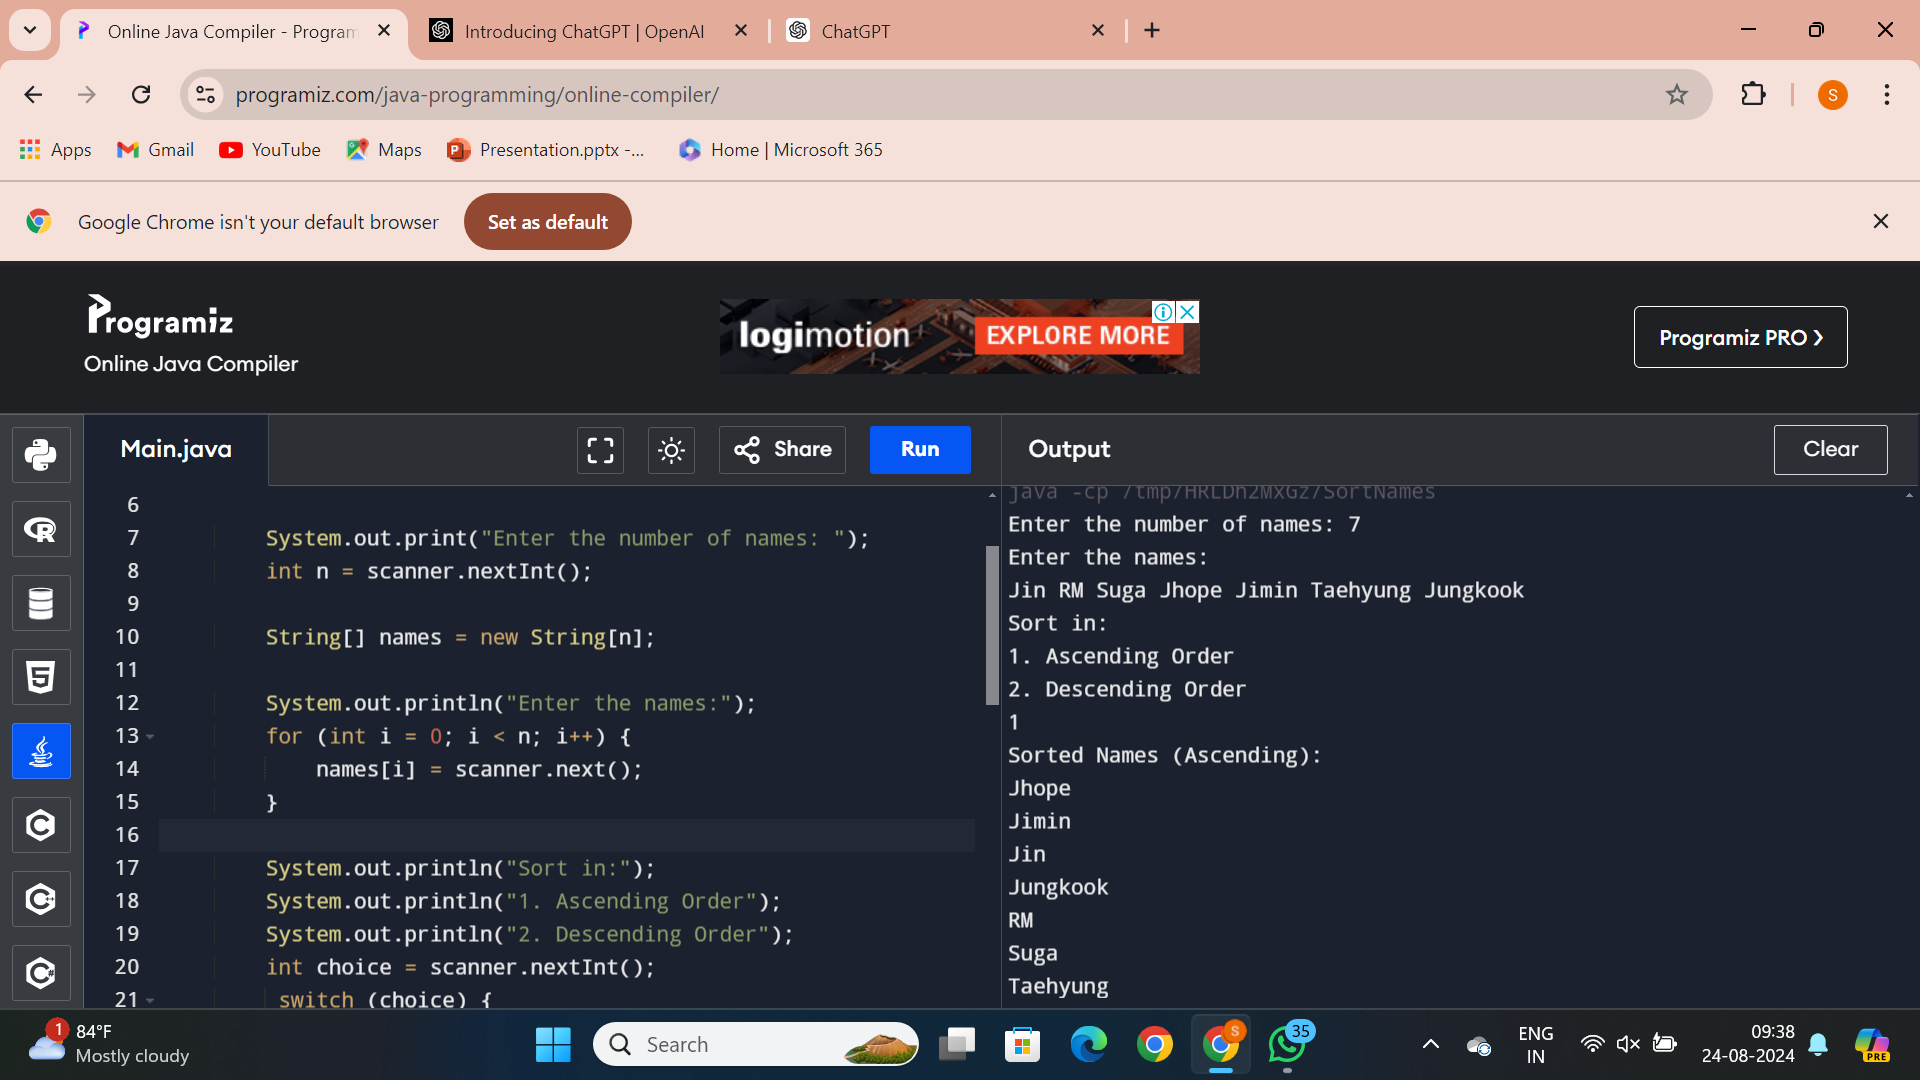 Online Java Compiler - Program
Introducing ChatGPT | OpenAI
ChatGPT
programiz.com/java-programming/online-compiler/
S
Apps
Gmail
YouTube
Maps
Presentation.pptx -...
Home | Microsoft 365
Google Chrome isn't your default browser
Set as default
Programiz
Online Java Compiler
logimotion
EXPLORE MORE
Programiz PRO ❯
Main.java
Share
Run
6
7 System.out.print("Enter the number of names: ");
8 int n = scanner.nextInt();
9
10 String[] names = new String[n];
11
12 System.out.println("Enter the names:");
13 for (int i = 0; i < n; i++) {
14 names[i] = scanner.next();
15 }
16
17 System.out.println("Sort in:");
18 System.out.println("1. Ascending Order");
19 System.out.println("2. Descending Order");
20 int choice = scanner.nextInt();
21 switch (choice) {
Output
Clear
java -cp /tmp/HRLDh2MxGz/SortNames
Enter the number of names: 7
Enter the names:
Jin RM Suga Jhope Jimin Taehyung Jungkook
Sort in:
1. Ascending Order
2. Descending Order
1
Sorted Names (Ascending):
Jhope
Jimin
Jin
Jungkook
RM
Suga
Taehyung
1
84°F
Mostly cloudy
Search
S
35
ENG
IN
09:38
24-08-2024
PRE